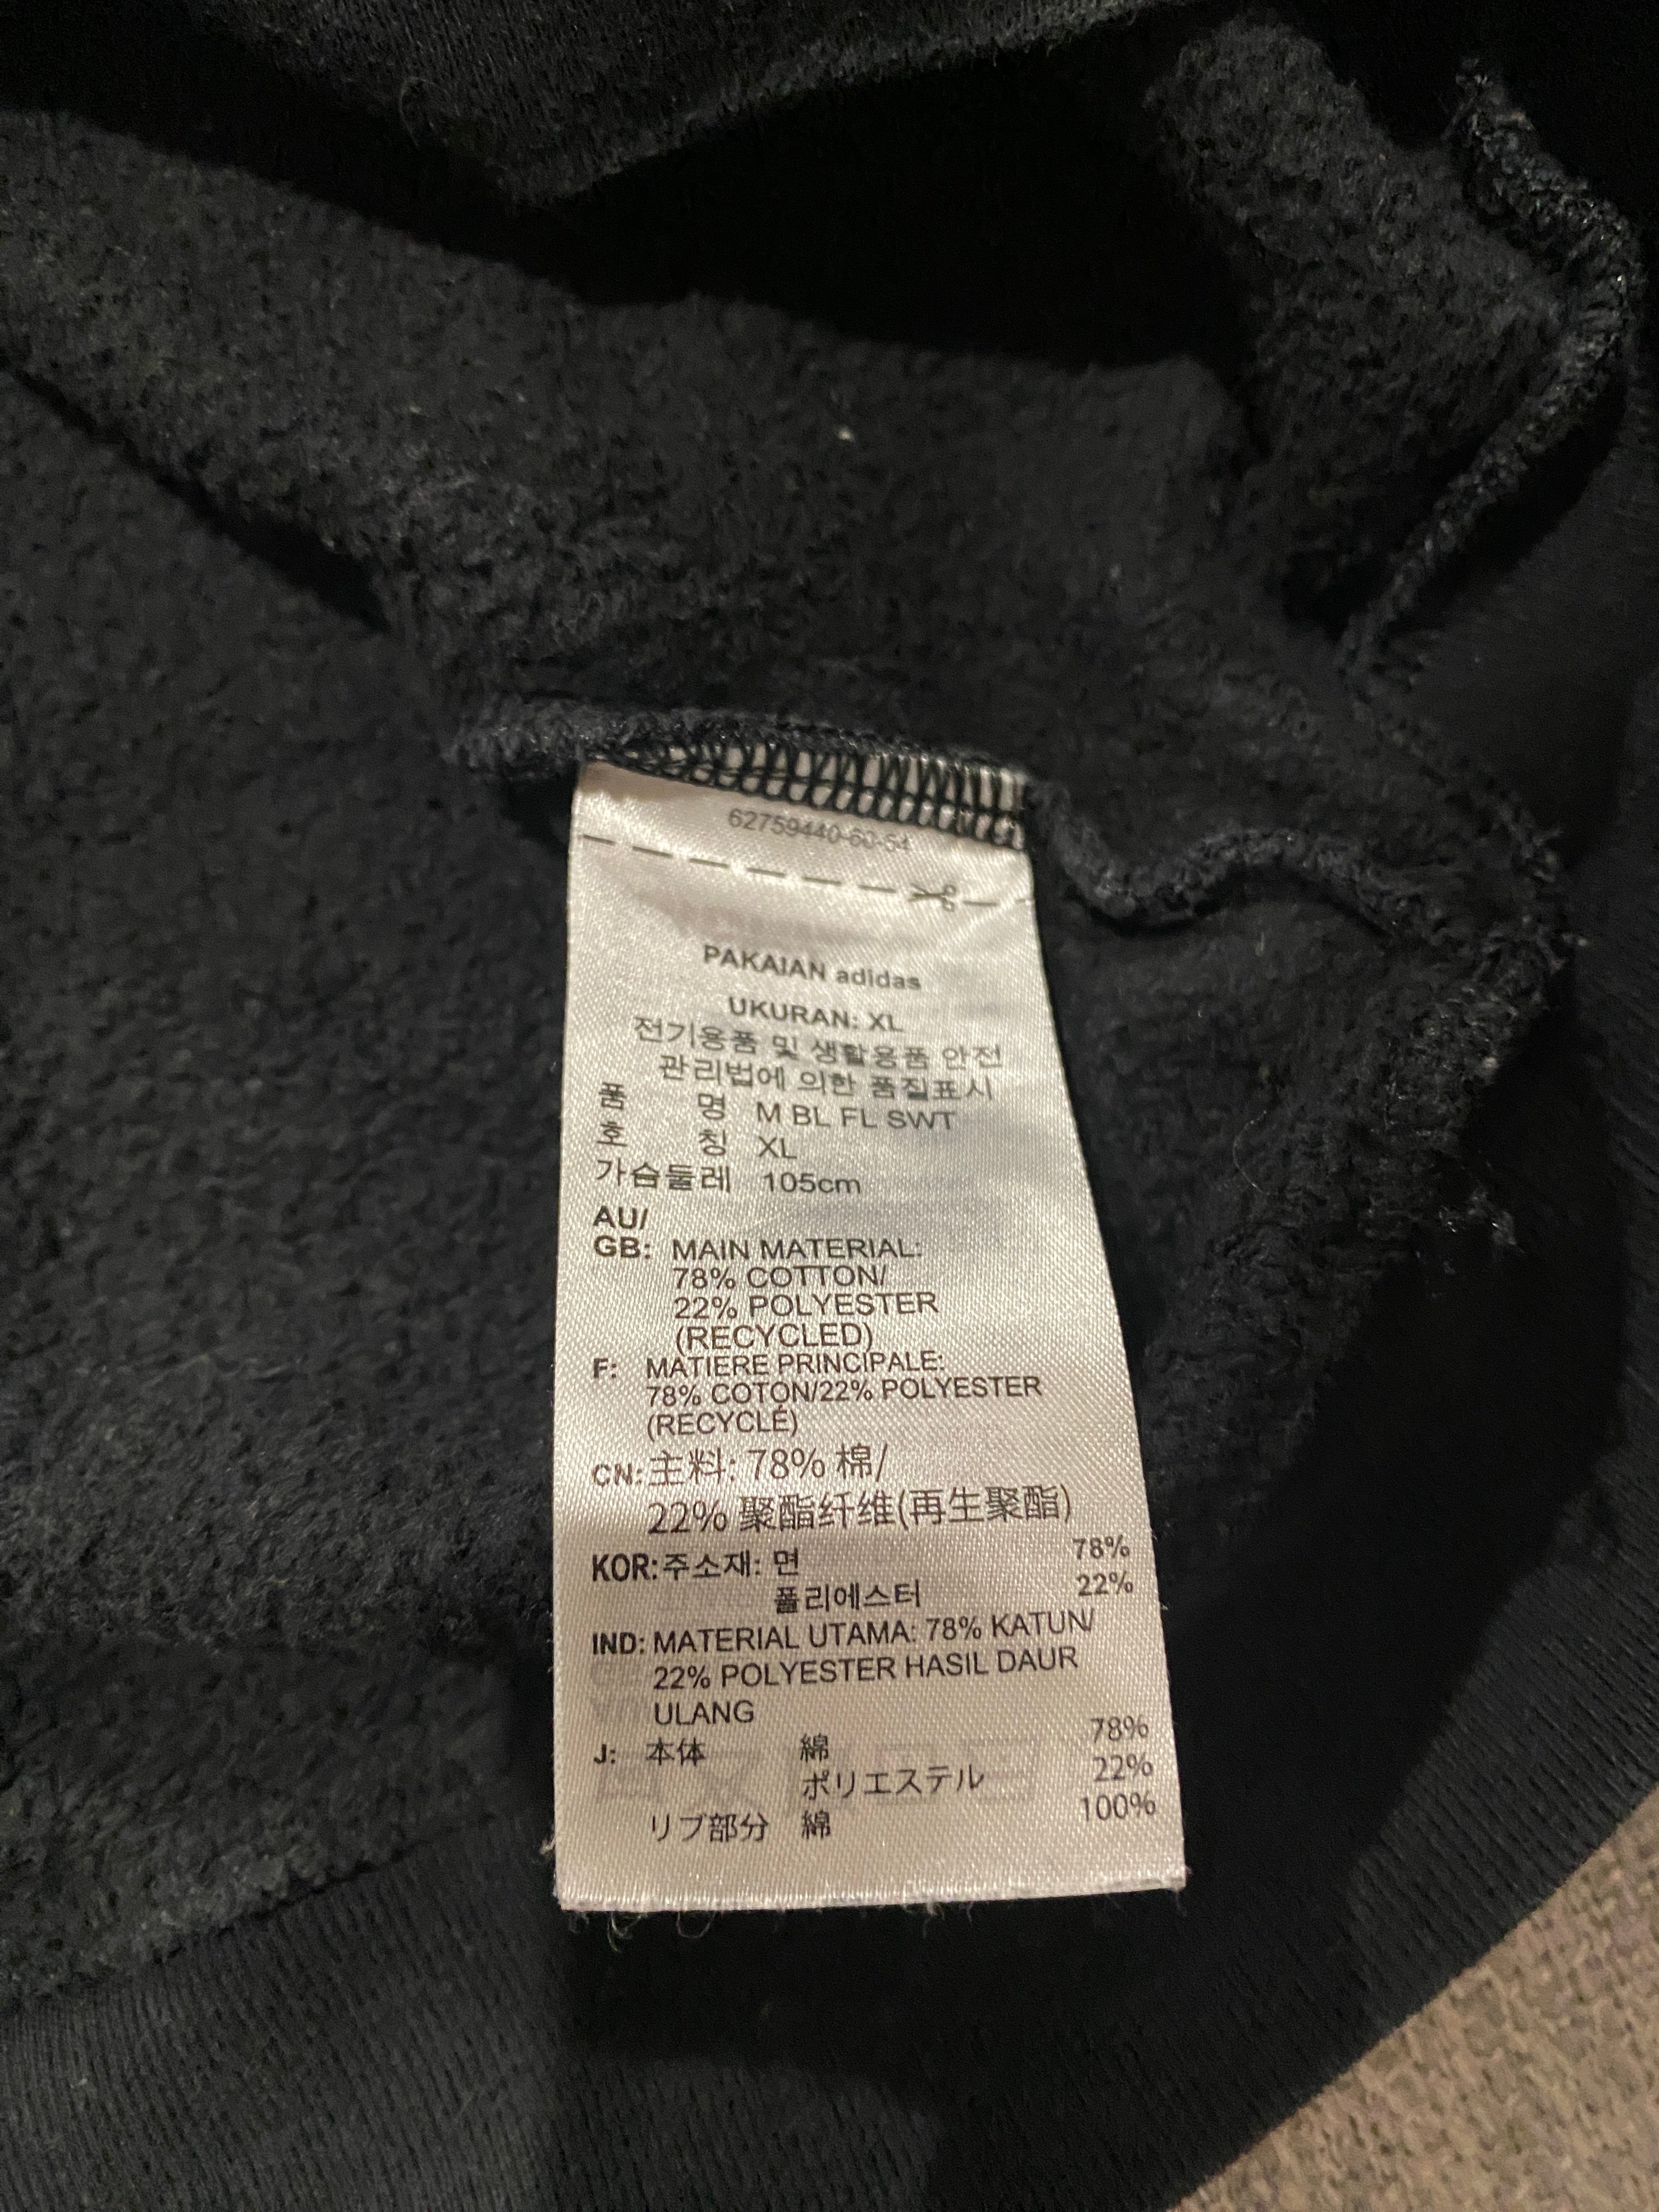 62759440-60-54
PAKAIAN adidas
UKURAN: XL
전기용품 및 생활용품 안전
관리법에 의한 품질표시
품 명 M BL FL SWT
호 칭 XL
가슴둘레 105cm
AU/
GB: MAIN MATERIAL:
78% COTTON/
22% POLYESTER
(RECYCLED)
F: MATIERE PRINCIPALE:
78% COTON/22% POLYESTER
(RECYCLÉ)
CN: 主料: 78% 棉/
22% 聚酯纤维(再生聚酯)
KOR: 주소재: 면 78%
폴리에스터 22%
IND: MATERIAL UTAMA: 78% KATUN/
22% POLYESTER HASIL DAUR
ULANG
J: 本体 綿 78%
ポリエステル 22%
リブ部分 綿 100%